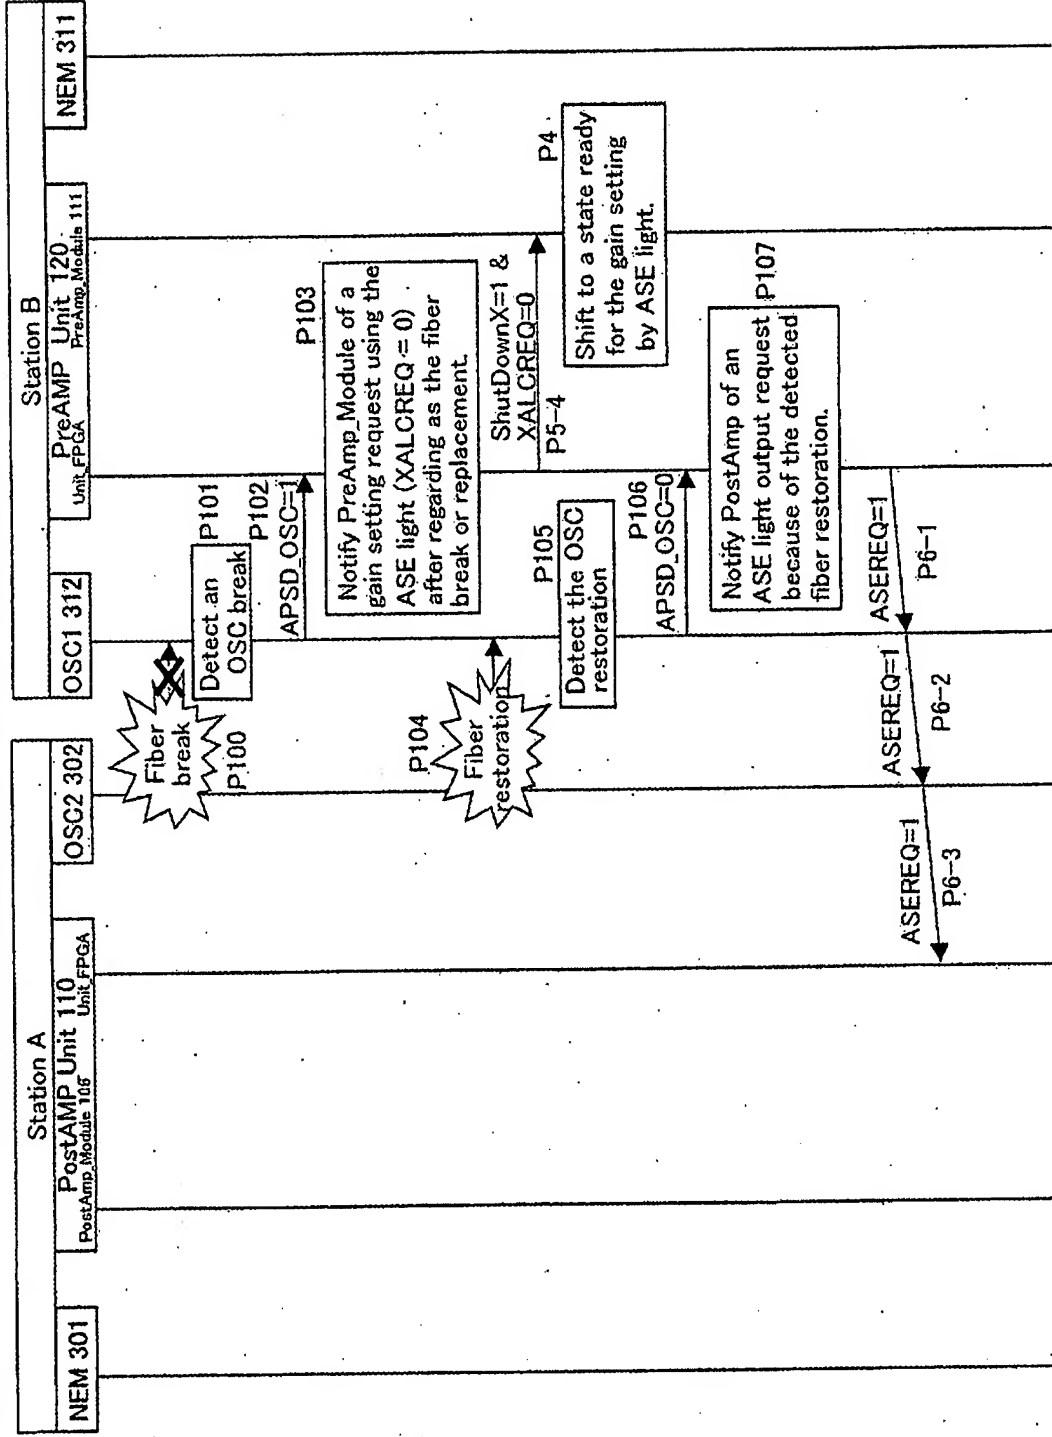 Station A
Station B
NEM 301
PostAMP Unit 110
PostAmp_Module 106
Unit_FPGA
OSC2 302
OSC1 312
PreAMP Unit 120
Unit_FPGA
PreAmp_Module 111
NEM 311
Fiber
break
P100
Detect an
OSC break
P101
P102
APSD_OSC=1
P103
Notify PreAmp_Module of a
gain setting request using the
ASE light (XALCREQ = 0)
after regarding as the fiber
break or replacement.
ShutDownX=1 &
XALCREQ=0
P5-4
P4
Shift to a state ready
for the gain setting
by ASE light.
P104
Fiber
restoration
P105
Detect the OSC
restoration
P106
APSD_OSC=0
P107
Notify PostAmp of an
ASE light output request
because of the detected
fiber restoration.
ASEREQ=1
P6-1
ASEREQ=1
P6-2
ASEREQ=1
P6-3